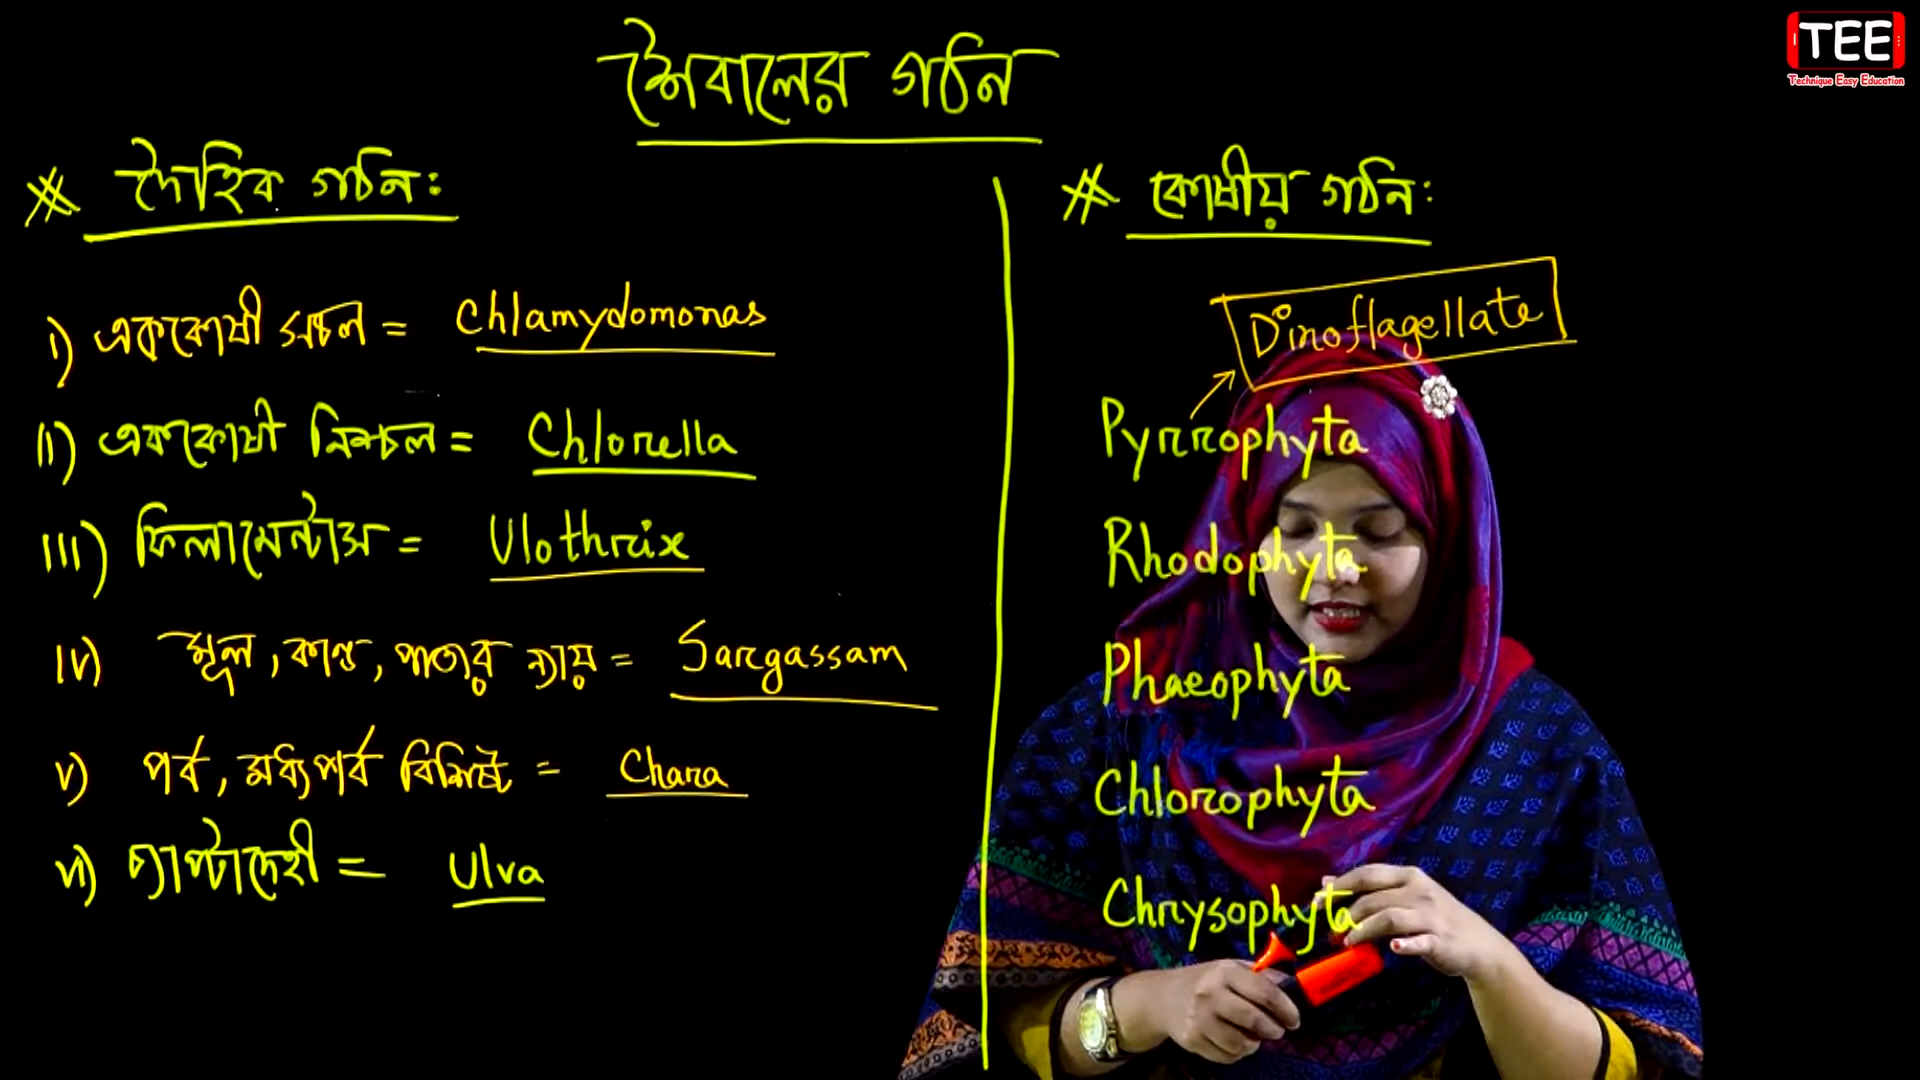 TEE
Technique Easy Education
শৈবালের গঠন
* দৈহিক গঠন:
i) এককোষী সচল = Chlamydomonas
ii) এককোষী নিশ্চল = Chlorella
iii) ফিলামেন্টাস = Ulothrix
iv) মূল, কান্ড, পাতার ন্যায় = Sargassam
v) পর্ব, মধ্যপর্ব বিশিষ্ট = Chara
vi) চ্যাপ্টাদেহী = Ulva
* কোষীয় গঠন:
Dinoflagellate
Pyrrophyta
Rhodophyta
Phaeophyta
Chlorophyta
Chrysophyta